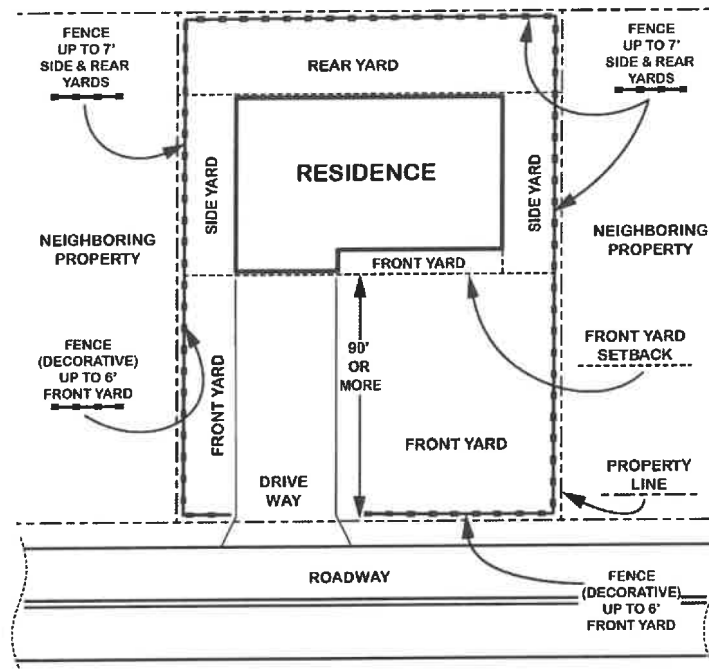 FENCE
UP TO 7'
SIDE & REAR
YARDS
REAR YARD
FENCE
UP TO 7'
SIDE & REAR
YARDS
SIDE YARD
RESIDENCE
SIDE YARD
NEIGHBORING
PROPERTY
NEIGHBORING
PROPERTY
FRONT YARD
FENCE
(DECORATIVE)
UP TO 6'
FRONT YARD
FRONT YARD
90'
OR
MORE
FRONT YARD
SETBACK
FRONT YARD
DRIVE
WAY
PROPERTY
LINE
ROADWAY
FENCE
(DECORATIVE)
UP TO 6'
FRONT YARD